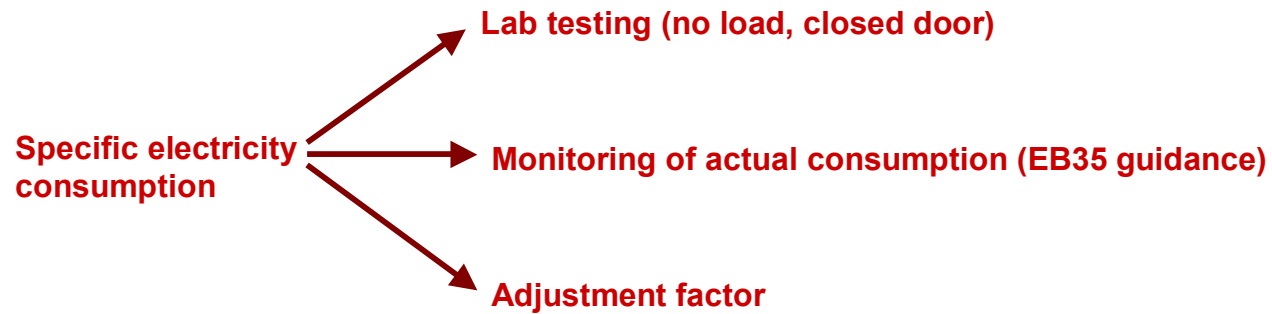 Lab testing (no load, closed door)
Specific electricity
consumption
Monitoring of actual consumption (EB35 guidance)
Adjustment factor